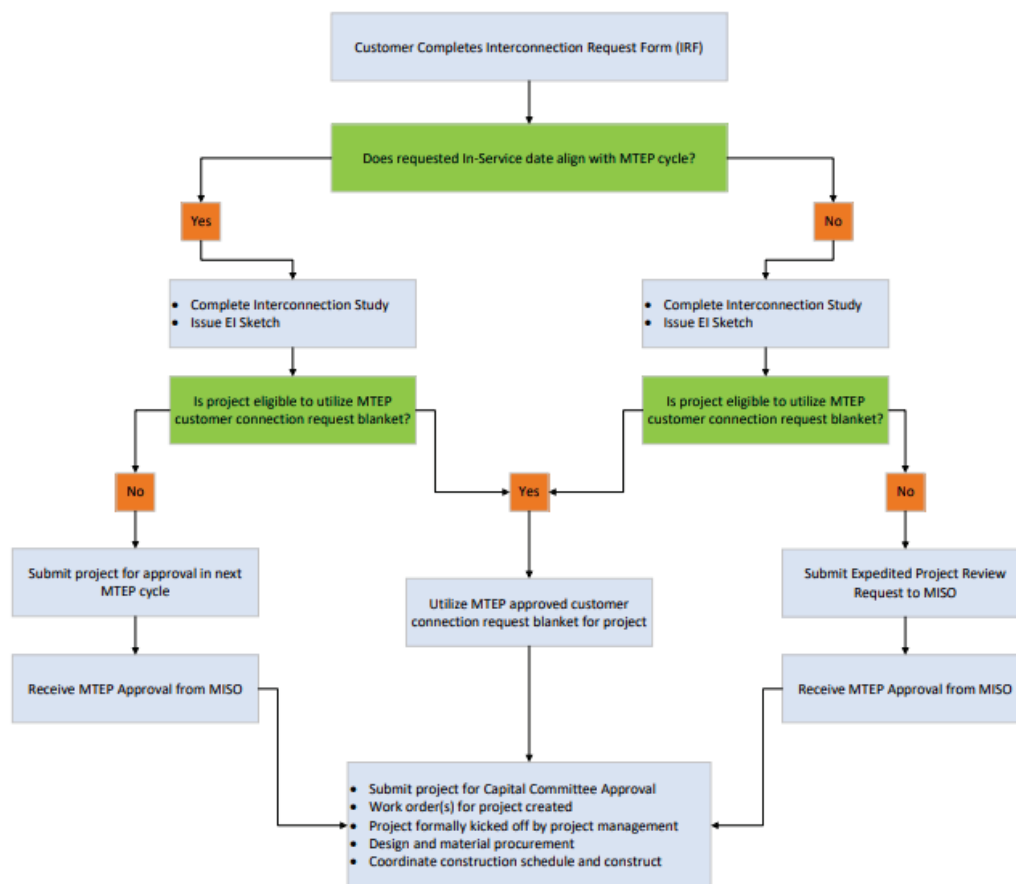 Customer Completes Interconnection Request Form (IRF)
Does requested In-Service date align with MTEP cycle?
Yes
No
• Complete Interconnection Study
• Issue EI Sketch
• Complete Interconnection Study
• Issue EI Sketch
Is project eligible to utilize MTEP
customer connection request blanket?
Is project eligible to utilize MTEP
customer connection request blanket?
No
Yes
No
Submit project for approval in next
MTEP cycle
Utilize MTEP approved customer
connection request blanket for project
Submit Expedited Project Review
Request to MISO
Receive MTEP Approval from MISO
Receive MTEP Approval from MISO
• Submit project for Capital Committee Approval
• Work order(s) for project created
• Project formally kicked off by project management
• Design and material procurement
• Coordinate construction schedule and construct